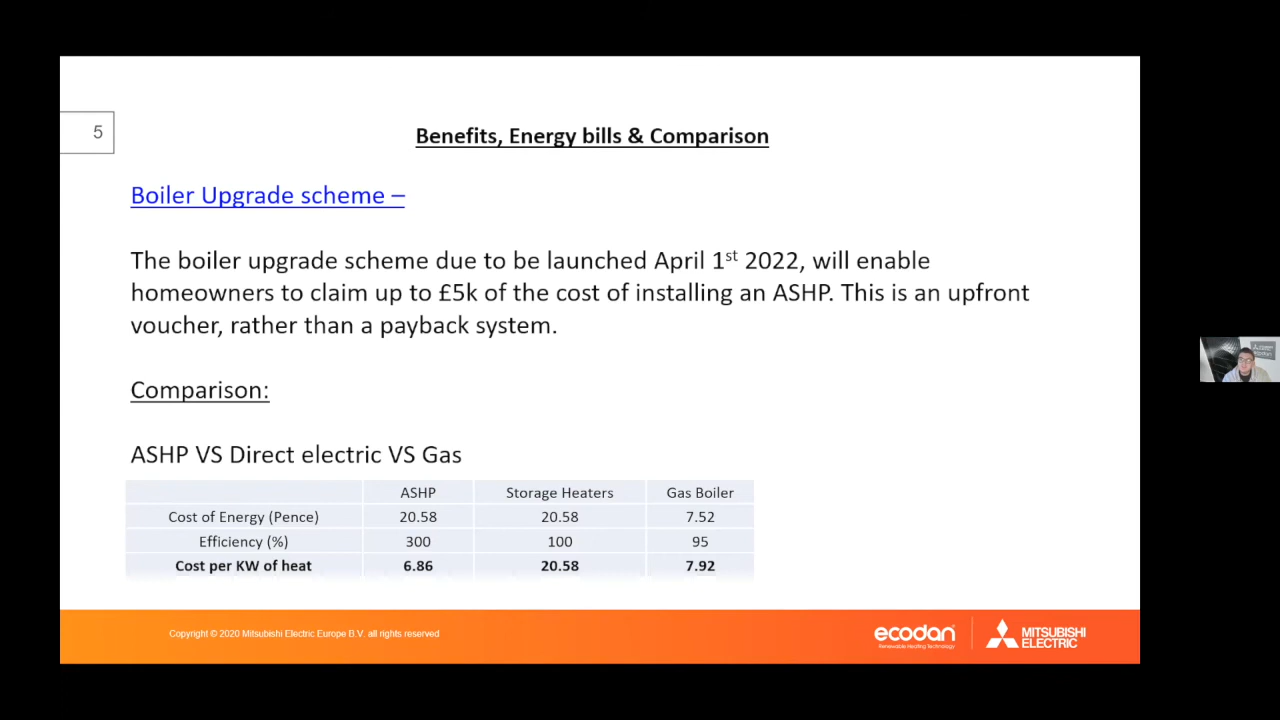 5
Benefits, Energy bills & Comparison
Boiler Upgrade scheme –
The boiler upgrade scheme due to be launched April 1st 2022, will enable
homeowners to claim up to £5k of the cost of installing an ASHP. This is an upfront
voucher, rather than a payback system.
Comparison:
ASHP VS Direct electric VS Gas
ASHP Storage Heaters Gas Boiler
Cost of Energy (Pence) 20.58 20.58 7.52
Efficiency (%) 300 100 95
Cost per KW of heat 6.86 20.58 7.92
Copyright © 2020 Mitsubishi Electric Europe B.V. all rights reserved
ecodan
Renewable Heating Technology
MITSUBISHI
ELECTRIC